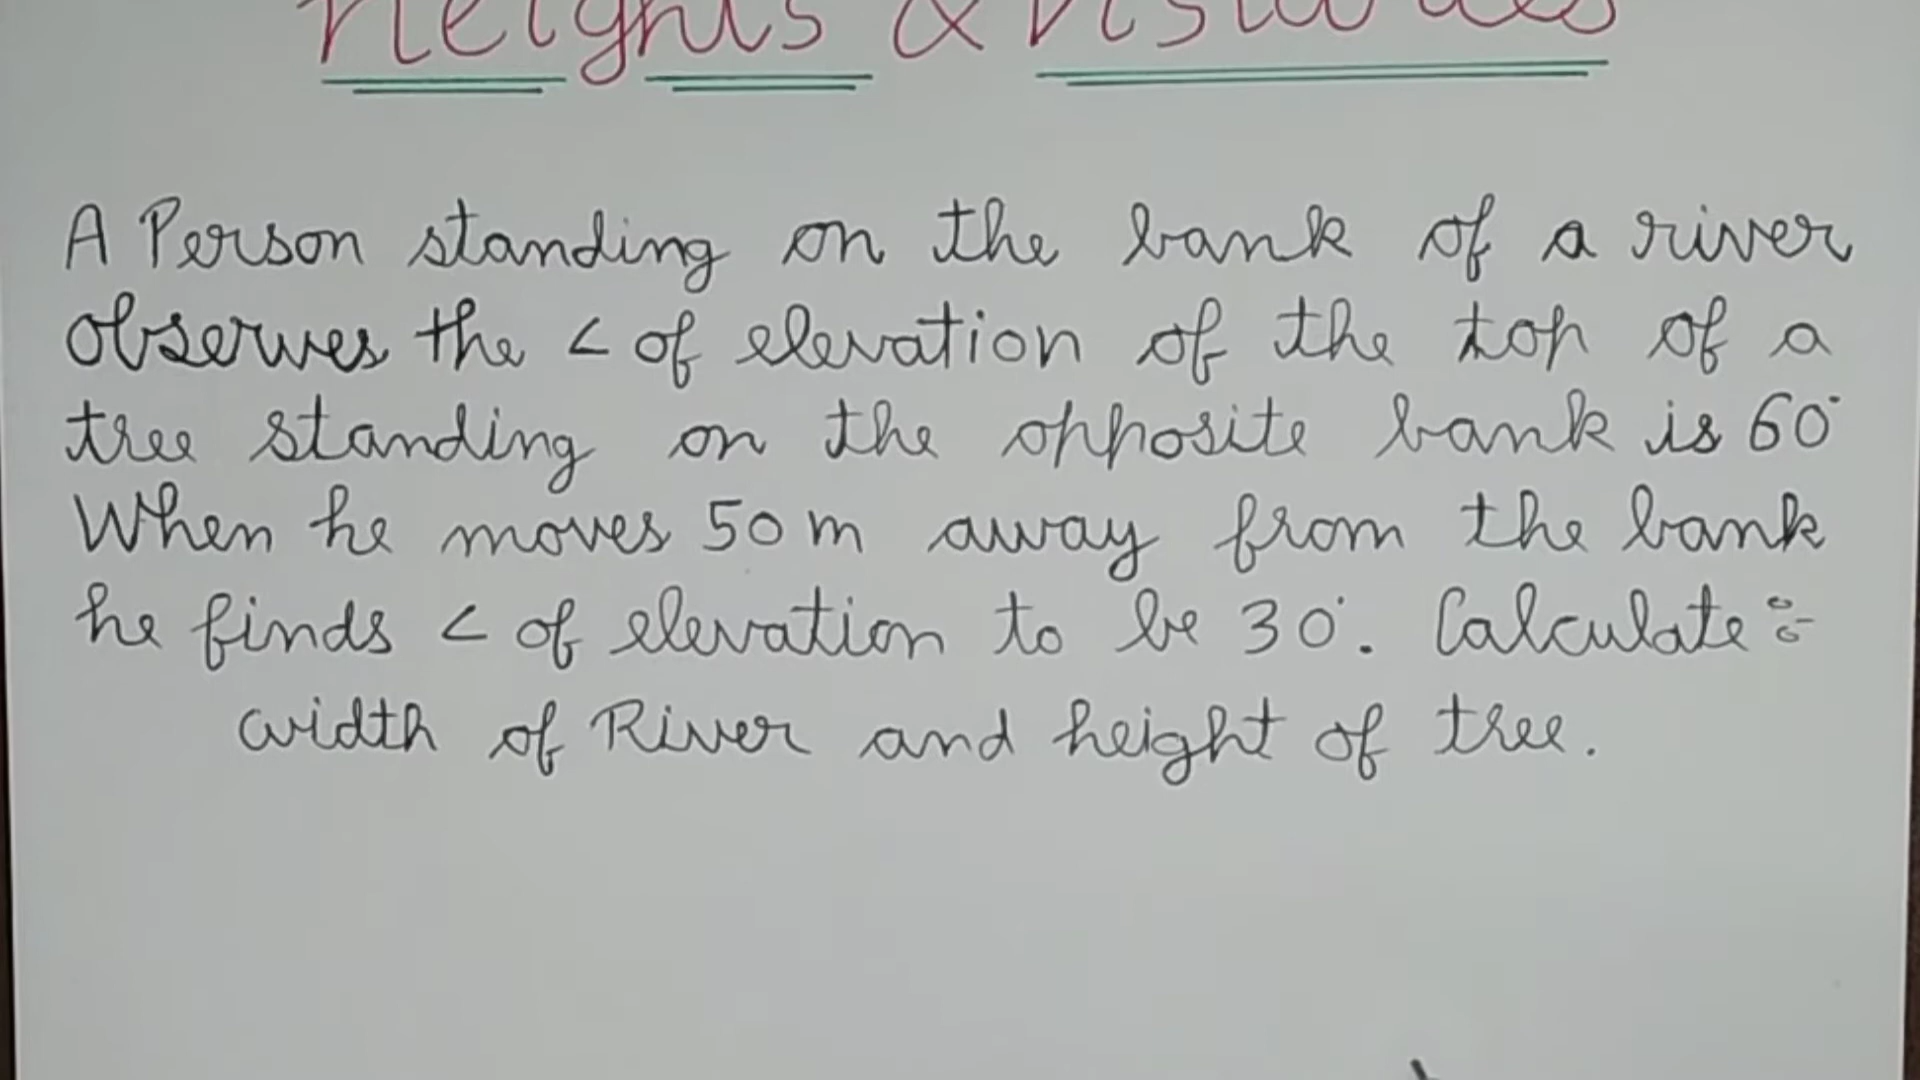 Heights & Distances
A Person standing on the bank of a river
observes the < of elevation of the top of a
tree standing on the opposite bank is 60°
When he moves 50 m away from the bank
he finds < of elevation to be 30°. Calculate :-
width of River and height of tree.